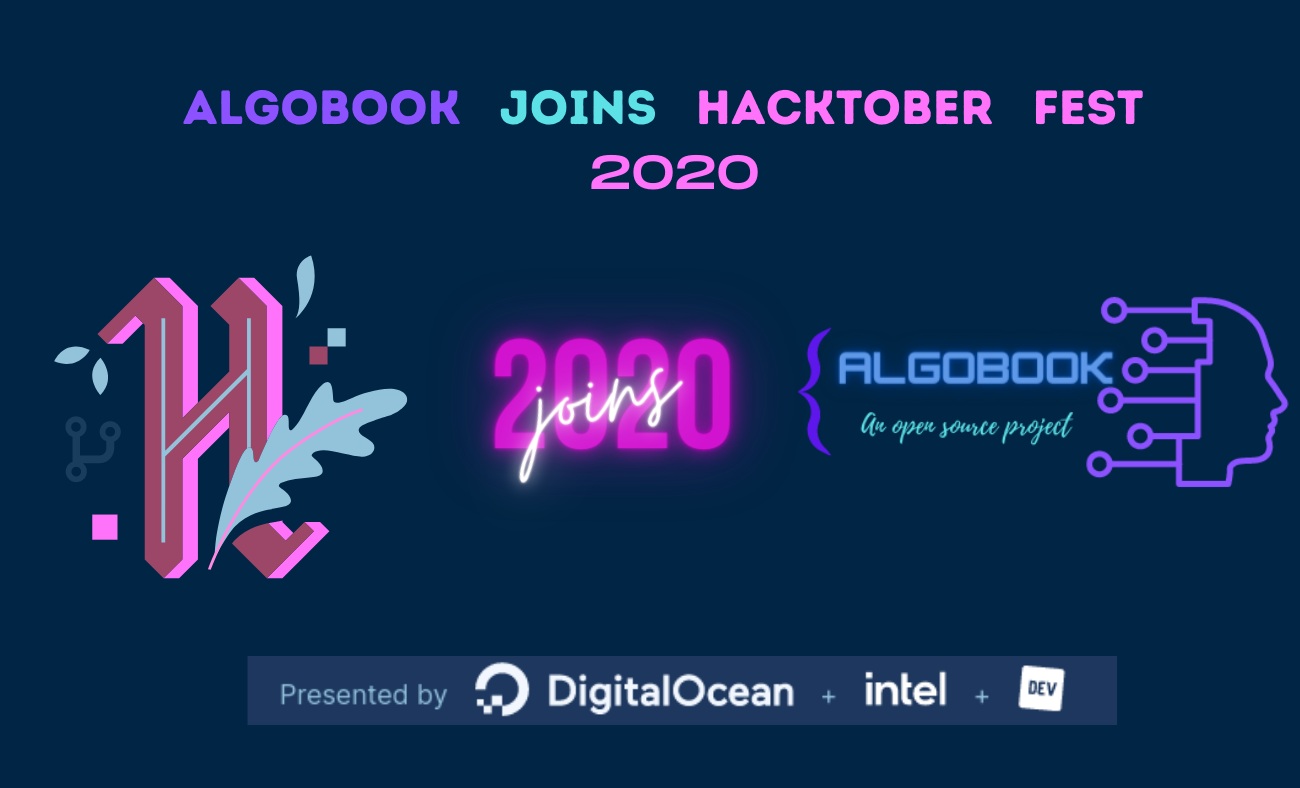 ALGOBOOK JOINS HACKTOBER FEST
2020
H
2020
joins
{ ALGOBOOK
An open source project
Presented by DigitalOcean + intel + DEV